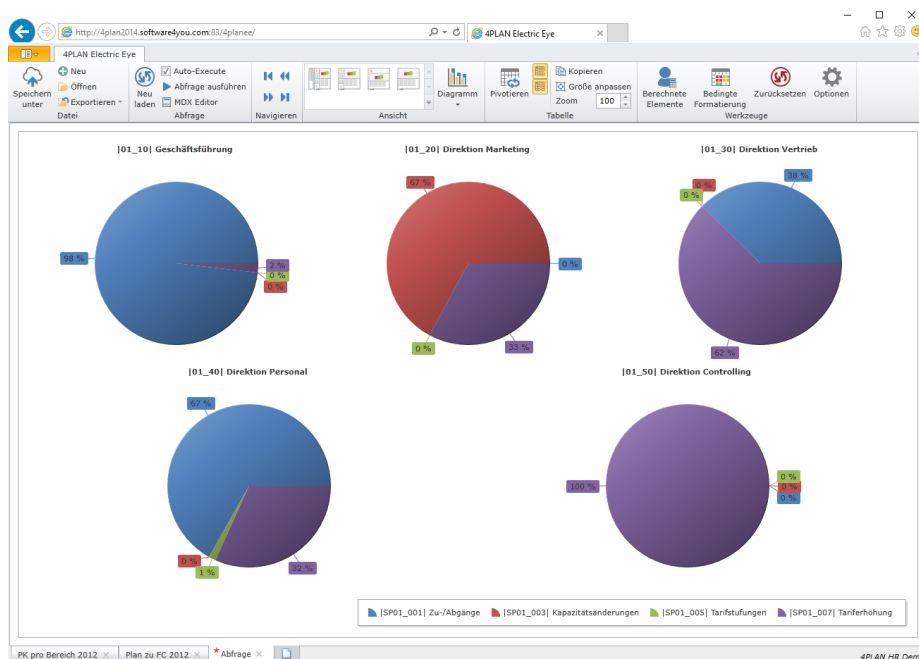 http://4plan2014.software4you.com:83/4planee/
4PLAN Electric Eye
4PLAN Electric Eye
Speichern unter
Neu
Öffnen
Exportieren
Datei
Neu laden
Auto-Execute
Abfrage ausführen
MDX Editor
Abfrage
Navigieren
Diagramm
Ansicht
Pivotieren
Kopieren
Größe anpassen
Zoom 100
Tabelle
Berechnete Elemente
Bedingte Formatierung
Zurücksetzen
Optionen
Werkzeuge
|01_10| Geschäftsführung
98 %
2 %
0 %
0 %
|01_20| Direktion Marketing
67 %
0 %
0 %
33 %
|01_30| Direktion Vertrieb
38 %
0 %
0 %
62 %
|01_40| Direktion Personal
67 %
0 %
1 %
32 %
|01_50| Direktion Controlling
100 %
0 %
0 %
0 %
|SP01_001| Zu-/Abgänge |SP01_003| Kapazitätsänderungen |SP01_005| Tarifstufungen |SP01_007| Tariferhöhung
PK pro Bereich 2012 Plan zu FC 2012 * Abfrage
4PLAN HR Dem